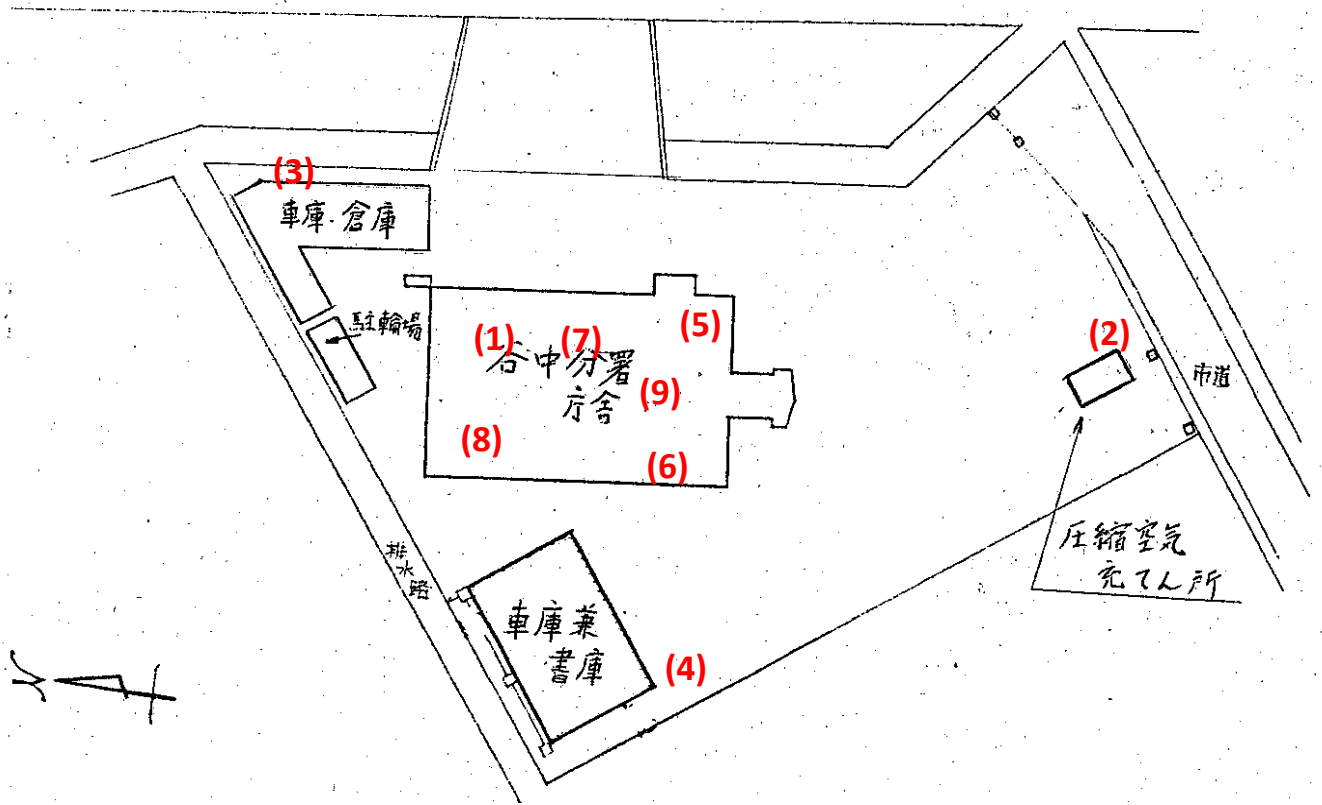 (3)
車庫・倉庫
駐輪場
(1)
(7)
(5)
谷中分署
庁舎
(9)
(8)
(6)
(2)
市道
圧縮空気
充てん所
排水路
車庫兼
書庫
(4)